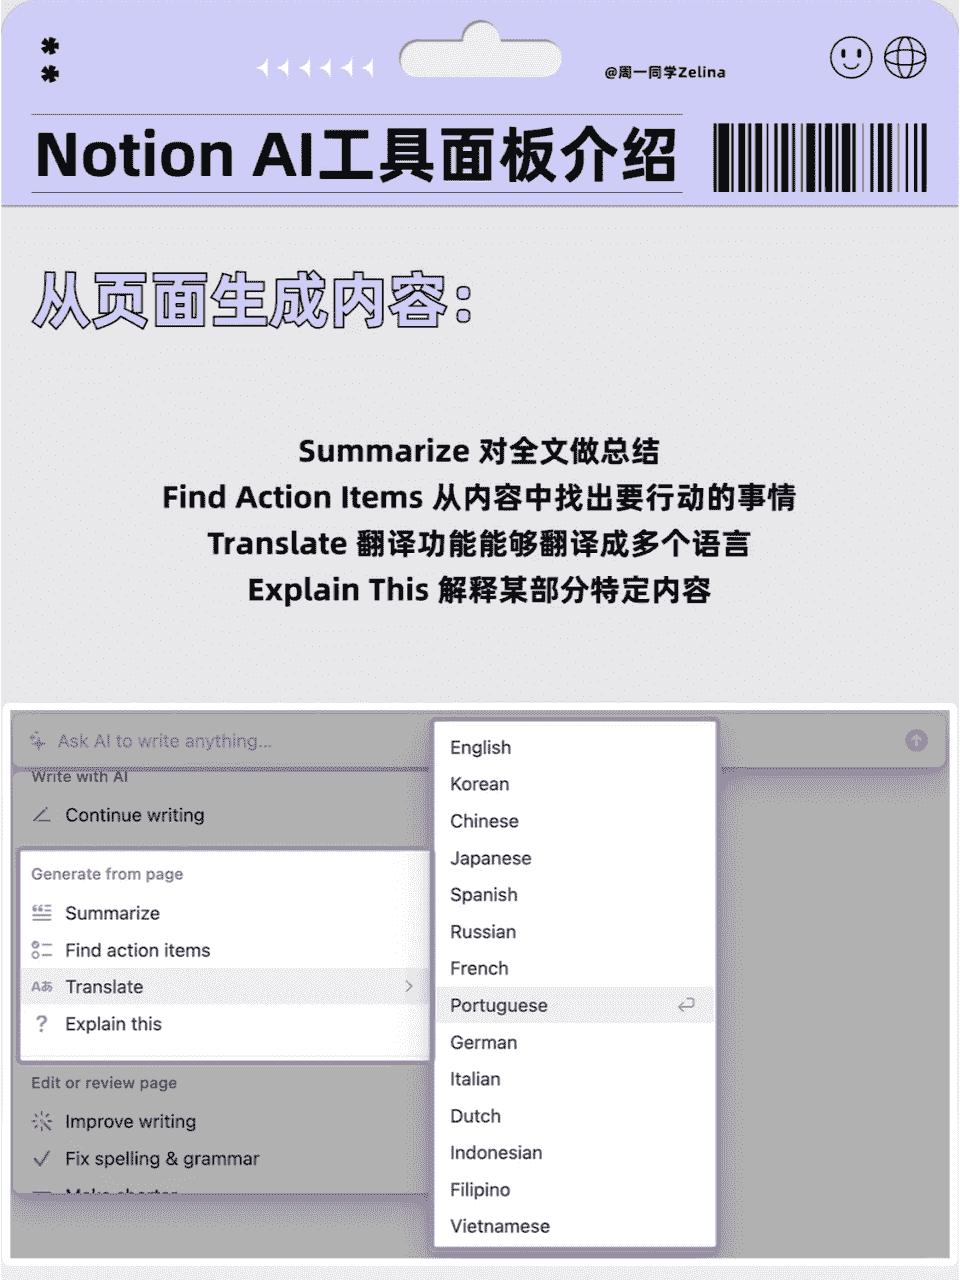 @周一同学Zelina
Notion AI工具面板介绍
从页面生成内容:
Summarize 对全文做总结
Find Action Items 从内容中找出要行动的事情
Translate 翻译功能能够翻译成多个语言
Explain This 解释某部分特定内容
Ask AI to write anything...
Write with AI
Continue writing
Generate from page
Summarize
Find action items
Aあ Translate
? Explain this
Edit or review page
Improve writing
Fix spelling & grammar
Make shorter
English
Korean
Chinese
Japanese
Spanish
Russian
French
Portuguese
German
Italian
Dutch
Indonesian
Filipino
Vietnamese